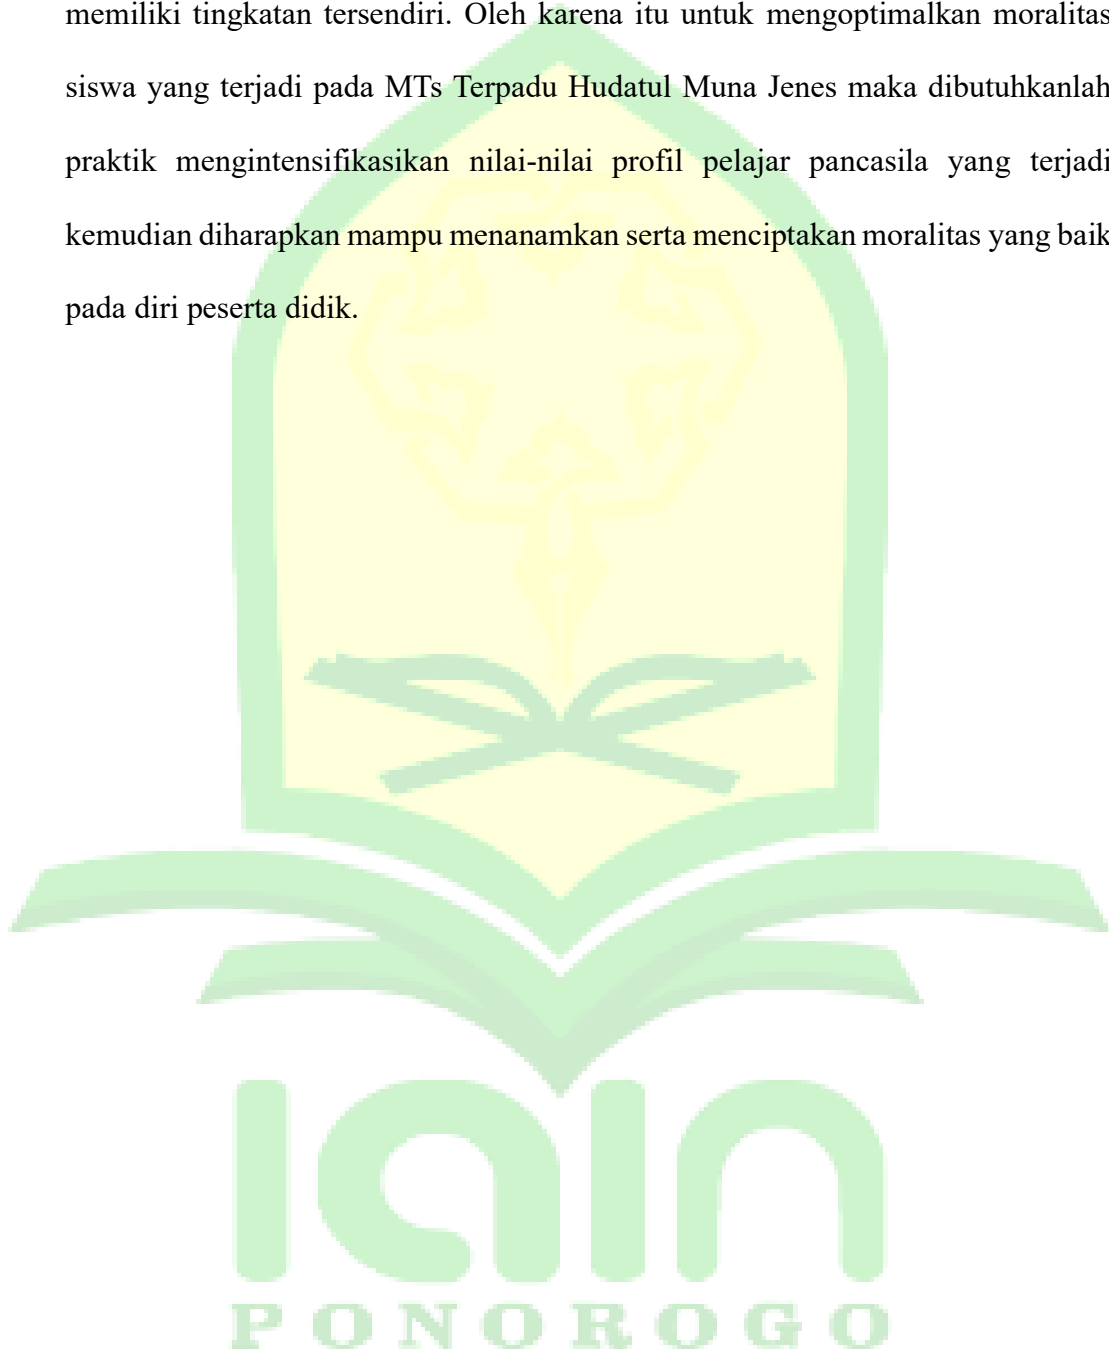 memiliki tingkatan tersendiri. Oleh karena itu untuk mengoptimalkan moralitas
siswa yang terjadi pada MTs Terpadu Hudatul Muna Jenes maka dibutuhkanlah
praktik mengintensifikasikan nilai-nilai profil pelajar pancasila yang terjadi
kemudian diharapkan mampu menanamkan serta menciptakan moralitas yang baik
pada diri peserta didik.
iain
PONOROGO